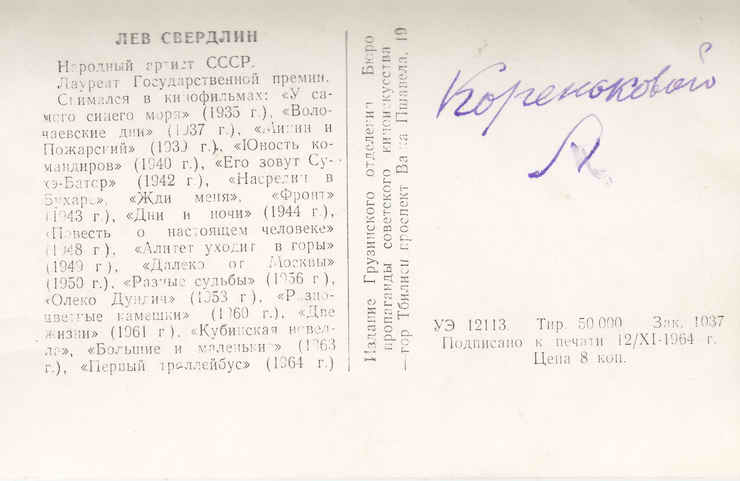 ЛЕВ СВЕРДЛИН
Народный артист СССР.
Лауреат Государственной премии.
Снимался в кинофильмах: «У са-
мого синего моря» (1935 г.), «Воло-
чаевские дни» (1937 г.), «Минин и
Пожарский» (1939 г.), «Юность ко-
мандиров» (1940 г.), «Его зовут Су-
хэ-Батор» (1942 г.), «Насредин в
Бухаре», «Жди меня», «Фронт»
(1943 г.), «Дни и ночи» (1944 г.),
«Повесть о настоящем человеке»
(1948 г.), «Алитет уходит в горы»
(1949 г.), «Далеко от Москвы»
(1950 г.), «Разные судьбы» (1956 г.),
«Олеко Дундич» (1958 г.), «Разно-
цветные камешки» (1960 г.), «Две
жизни» (1961 г.), «Кубинская новел-
ла», «Большие и маленькие» (1963
г.), «Первый троллейбус» (1964 г.)
Издание Грузинского отделения Бюро
пропаганды советского киноискусства
гор Тбилиси проспект Важа Пшавела, 19
Кореньковой
Л.
УЭ 12113. Тир. 50.000. Зак. 1037
Подписано к печати 12/XI-1964 г.
Цена 8 коп.